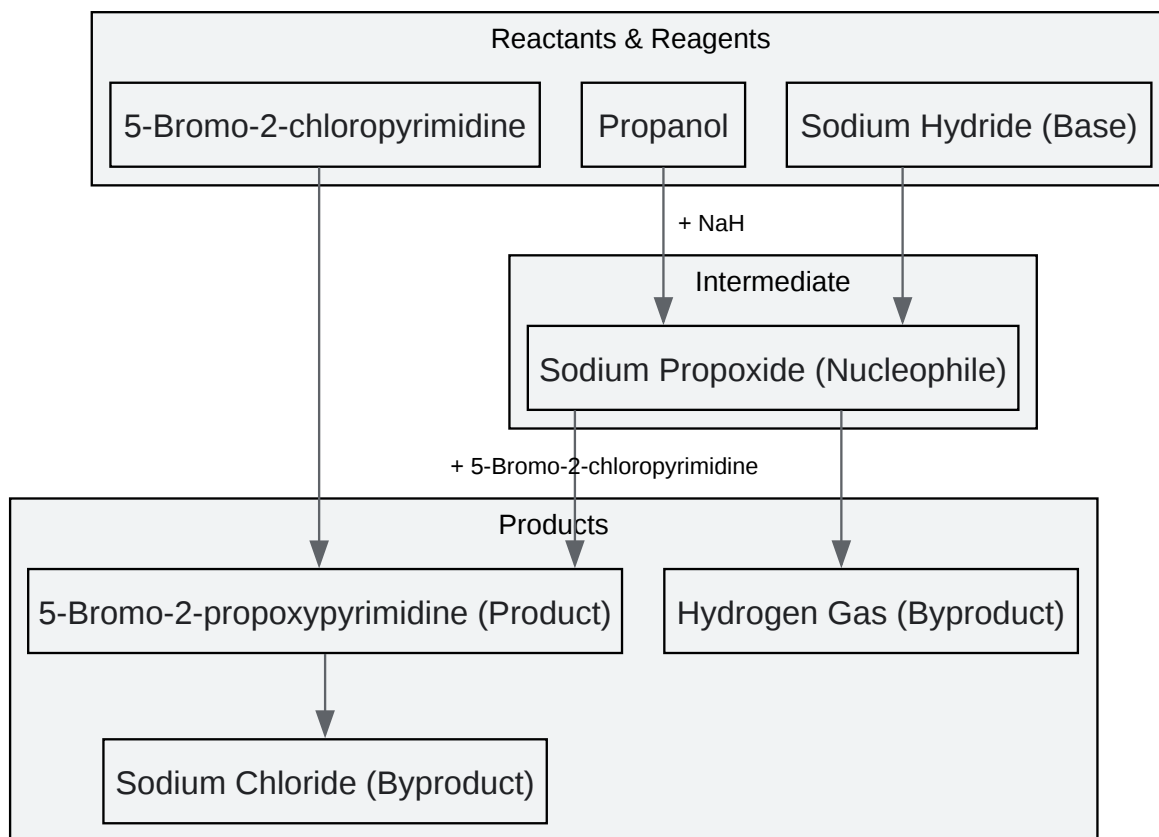 Reactants & Reagents
5-Bromo-2-chloropyrimidine
Propanol
Sodium Hydride (Base)
+ NaH
Intermediate
Sodium Propoxide (Nucleophile)
+ 5-Bromo-2-chloropyrimidine
Products
5-Bromo-2-propoxypyrimidine (Product)
Hydrogen Gas (Byproduct)
Sodium Chloride (Byproduct)